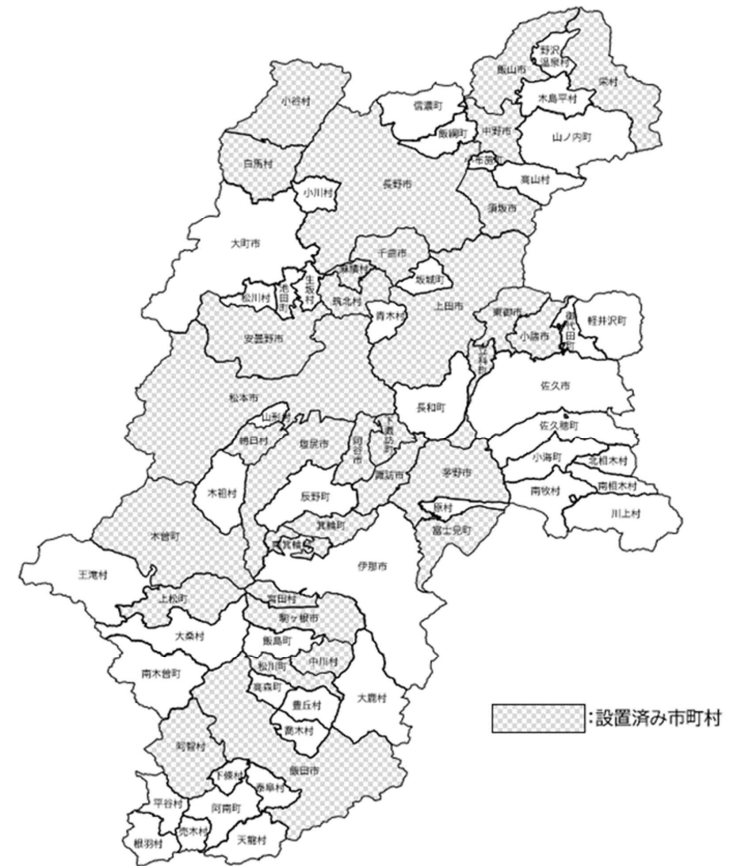 野沢
温泉村
飯山市
栄村
小谷村
信濃町
木島平村
飯綱町
中野市
山ノ内町
小布施町
白馬村
高山村
小川村
長野市
須坂市
大町市
千曲市
麻績村
坂城町
生坂村
池田町
松川村
筑北村
上田市
青木村
東御市
御代田町
軽井沢町
小諸市
安曇野市
立科町
佐久市
松本市
長和町
山形村
下諏訪町
佐久穂町
朝日村
塩尻市
岡谷市
小海町
北相木村
諏訪市
茅野市
木祖村
辰野町
南牧村
南相木村
原村
川上村
箕輪町
富士見町
木曽町
南箕輪村
伊那市
王滝村
上松町
宮田村
駒ヶ根市
大桑村
飯島町
松川町
中川村
南木曽町
高森町
大鹿村
豊丘村
喬木村
阿智村
下條村
飯田市
泰阜村
平谷村
阿南町
売木村
根羽村
天龍村
:設置済み市町村